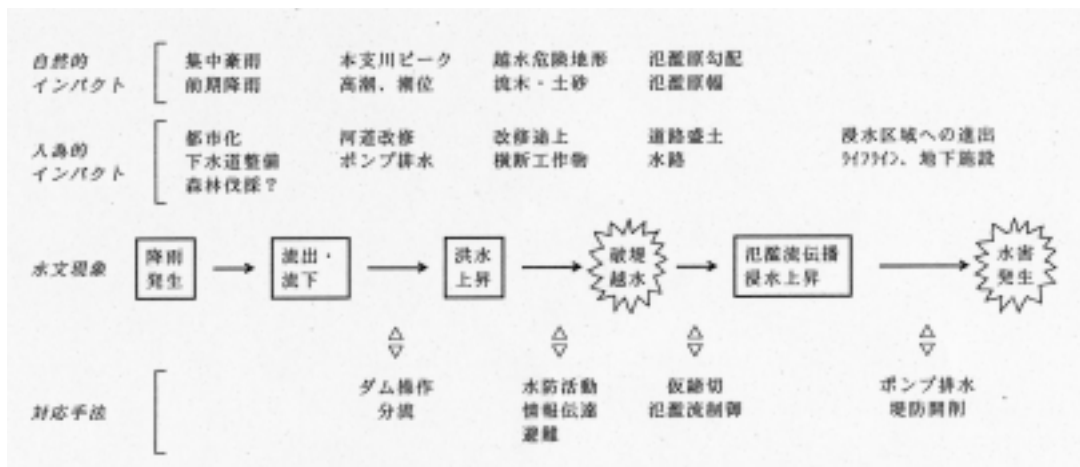 自然的
インパクト
集中豪雨
前期降雨
本支川ピーク
高潮、潮位
越水危険地形
流木・土砂
氾濫原勾配
氾濫原幅
人為的
インパクト
都市化
下水道整備
森林伐採?
河道改修
ポンプ排水
改修途上
横断工作物
道路盛土
水路
浸水区域への進出
ライフライン、地下施設
水文現象
降雨
発生
流出・
流下
洪水
上昇
破堤
越水
氾濫流伝播
浸水上昇
水害
発生
対応手法
ダム操作
分流
水防活動
情報伝達
避難
仮締切
氾濫流制御
ポンプ排水
堤防開削